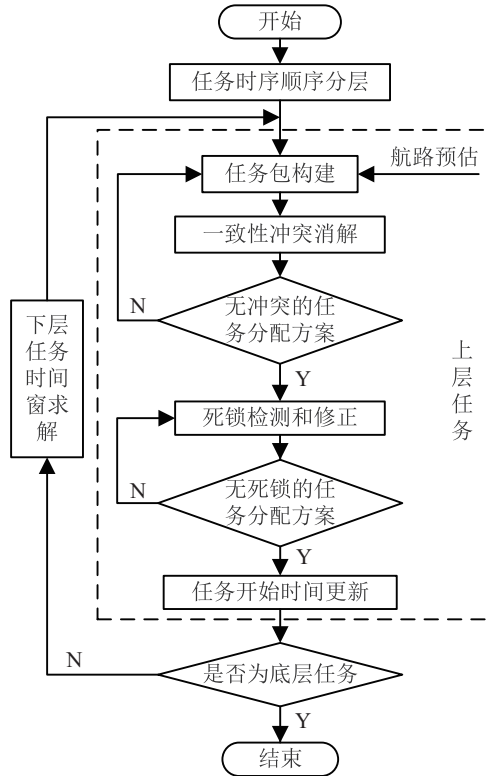 开始
任务时序顺序分层
任务包构建
航路预估
一致性冲突消解
无冲突的任
务分配方案
N
Y
下层
任务
时间
窗求
解
上
层
任
务
死锁检测和修正
无死锁的任
务分配方案
N
Y
任务开始时间更新
是否为底层任务
N
Y
结束